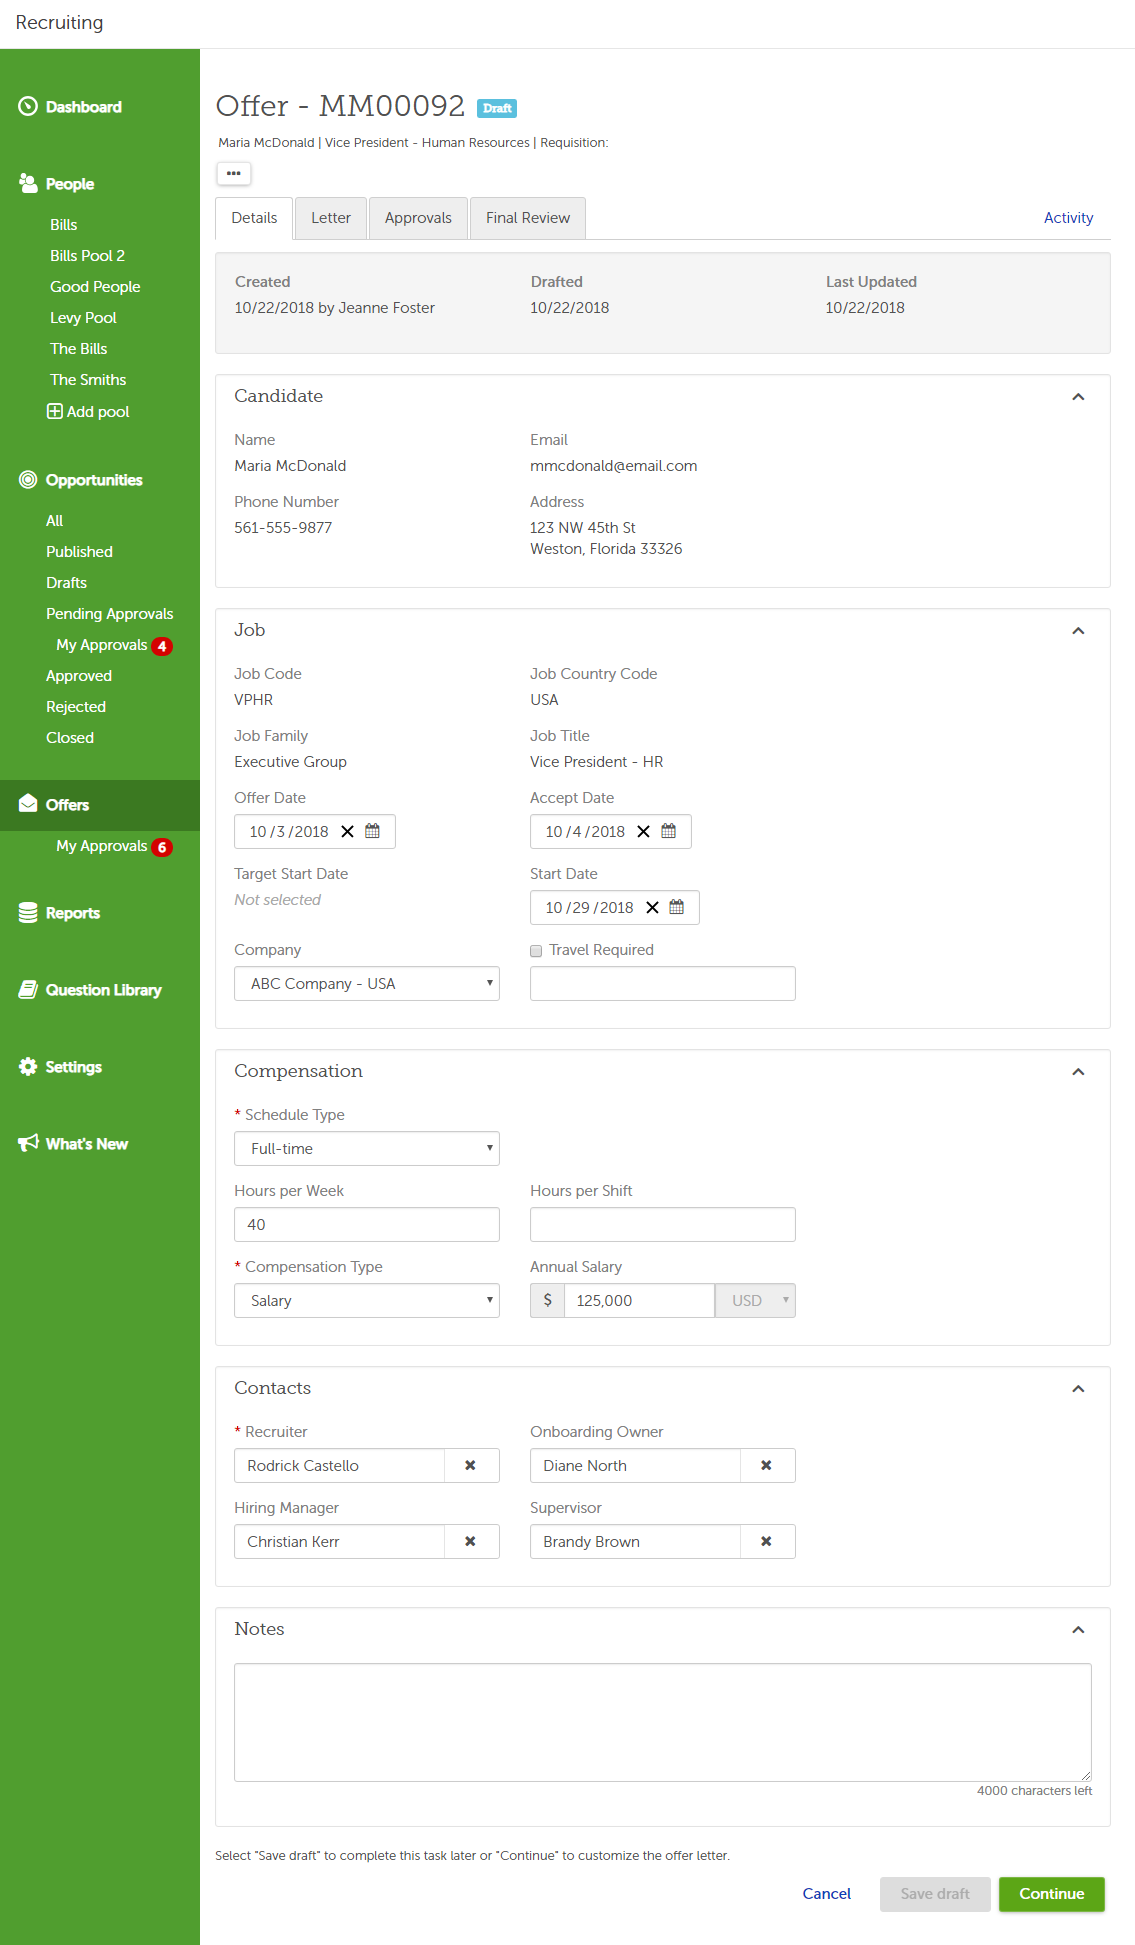 Recruiting
Dashboard
People
Bills
Bills Pool 2
Good People
Levy Pool
The Bills
The Smiths
Add pool
Opportunities
All
Published
Drafts
Pending Approvals
My Approvals 4
Approved
Rejected
Closed
Offers
My Approvals 6
Reports
Question Library
Settings
What's New
Offer - MM00092 Draft
Maria McDonald | Vice President - Human Resources | Requisition:
Details Letter Approvals Final Review Activity
Created Drafted Last Updated
10/22/2018 by Jeanne Foster 10/22/2018 10/22/2018
Candidate
Name Email
Maria McDonald mmcdonald@email.com
Phone Number Address
561-555-9877 123 NW 45th St
Weston, Florida 33326
Job
Job Code Job Country Code
VPHR USA
Job Family Job Title
Executive Group Vice President - HR
Offer Date Accept Date
10 /3 /2018 10 /4 /2018
Target Start Date Start Date
Not selected 10 /29 /2018
Company Travel Required
ABC Company - USA
Compensation
* Schedule Type
Full-time
Hours per Week Hours per Shift
40
* Compensation Type Annual Salary
Salary $ 125,000 USD
Contacts
* Recruiter Onboarding Owner
Rodrick Castello Diane North
Hiring Manager Supervisor
Christian Kerr Brandy Brown
Notes
4000 characters left
Select "Save draft" to complete this task later or "Continue" to customize the offer letter.
Cancel Save draft Continue